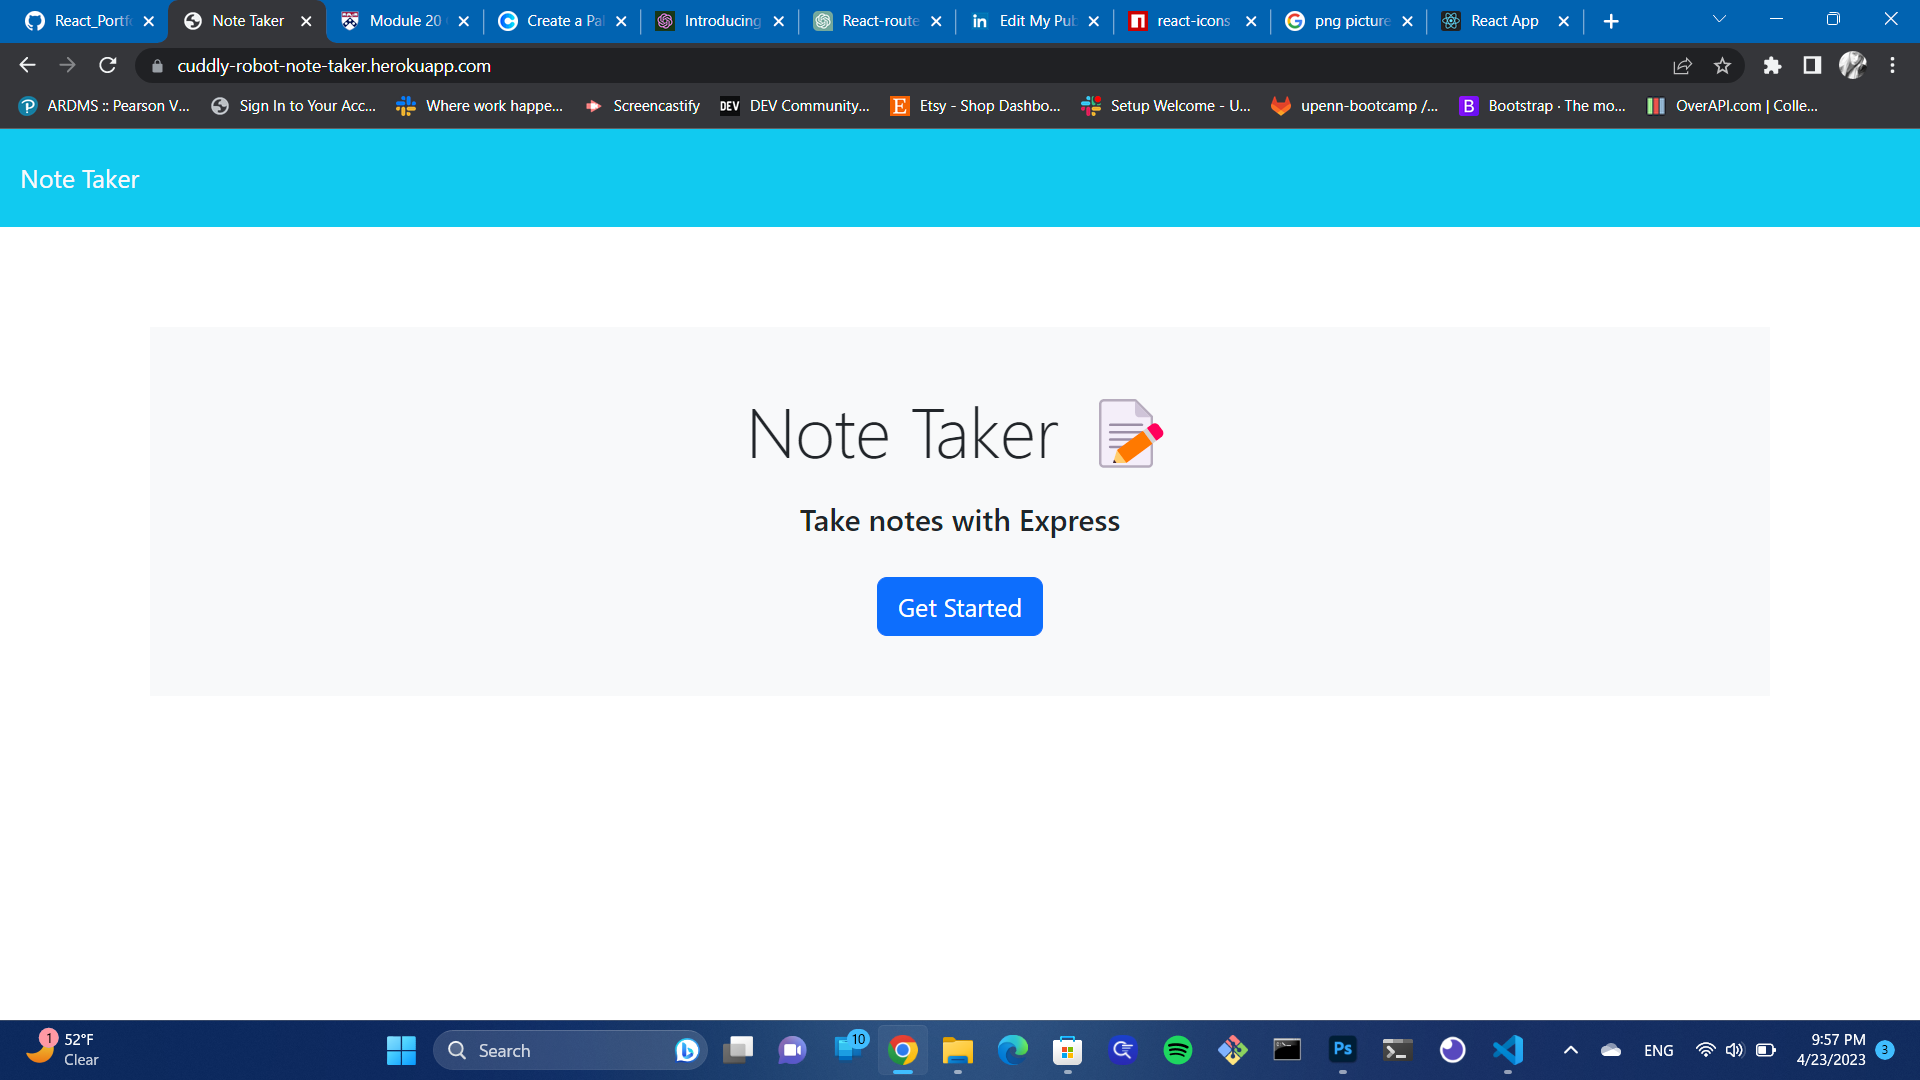 React_Portf
Note Taker
Module 20
Create a Pal
Introducing
React-route
Edit My Pub
react-icons
png picture
React App
cuddly-robot-note-taker.herokuapp.com
ARDMS :: Pearson V...
Sign In to Your Acc...
Where work happe...
Screencastify
DEV
DEV Community...
E
Etsy - Shop Dashbo...
Setup Welcome - U...
upenn-bootcamp /...
B
Bootstrap · The mo...
OverAPI.com | Colle...
Note Taker
Note Taker
Take notes with Express
Get Started
1
52°F
Clear
Search
10
Ps
ENG
9:57 PM
4/23/2023
3